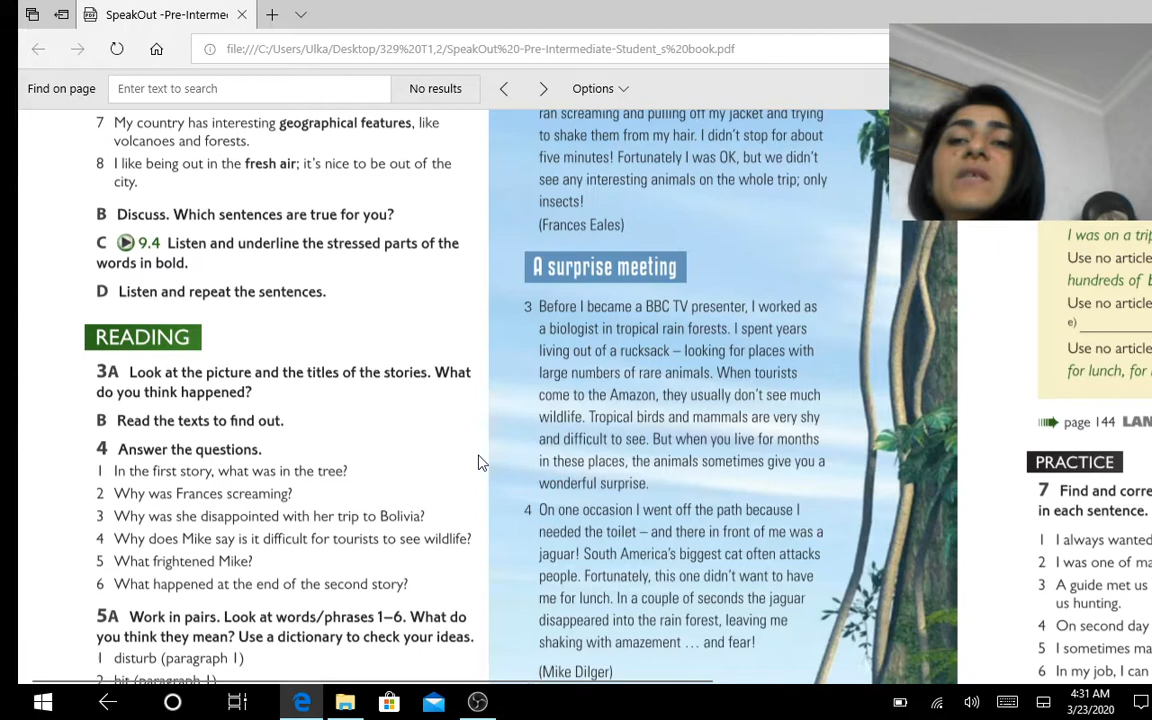 SpeakOut -Pre-Intermed
file:///C:/Users/Ulka/Desktop/329%20T1,2/SpeakOut%20-Pre-Intermediate-Student_s%20book.pdf
Find on page
Enter text to search
No results
Options
7 My country has interesting geographical features, like
volcanoes and forests.
8 I like being out in the fresh air; it's nice to be out of the
city.
B Discuss. Which sentences are true for you?
C 9.4 Listen and underline the stressed parts of the
words in bold.
D Listen and repeat the sentences.
READING
3A Look at the picture and the titles of the stories. What
do you think happened?
B Read the texts to find out.
4 Answer the questions.
1 In the first story, what was in the tree?
2 Why was Frances screaming?
3 Why was she disappointed with her trip to Bolivia?
4 Why does Mike say is it difficult for tourists to see wildlife?
5 What frightened Mike?
6 What happened at the end of the second story?
5A Work in pairs. Look at words/phrases 1–6. What do
you think they mean? Use a dictionary to check your ideas.
1 disturb (paragraph 1)
2 bit (paragraph 1)
ran screaming and pulling off my jacket and trying
to shake them from my hair. I didn't stop for about
five minutes! Fortunately I was OK, but we didn't
see any interesting animals on the whole trip; only
insects!
(Frances Eales)
A surprise meeting
3 Before I became a BBC TV presenter, I worked as
a biologist in tropical rain forests. I spent years
living out of a rucksack – looking for places with
large numbers of rare animals. When tourists
come to the Amazon, they usually don't see much
wildlife. Tropical birds and mammals are very shy
and difficult to see. But when you live for months
in these places, the animals sometimes give you a
wonderful surprise.
4 On one occasion I went off the path because I
needed the toilet – and there in front of me was a
jaguar! South America's biggest cat often attacks
people. Fortunately, this one didn't want to have
me for lunch. In a couple of seconds the jaguar
disappeared into the rain forest, leaving me
shaking with amazement ... and fear!
(Mike Dilger)
I was on a trip
Use no article
hundreds of b
Use no article
e)
Use no article
for lunch, for
page 144 LAN
PRACTICE
7 Find and corre
in each sentence.
1 I always wanted
2 I was one of ma
3 A guide met us
us hunting.
4 On second day
5 I sometimes ma
6 In my job, I can
4:31 AM
3/23/2020